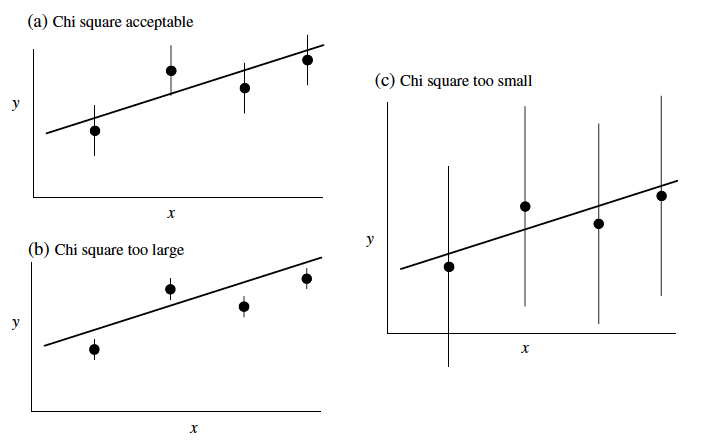 (a) Chi square acceptable
y
x
(b) Chi square too large
y
x
(c) Chi square too small
y
x